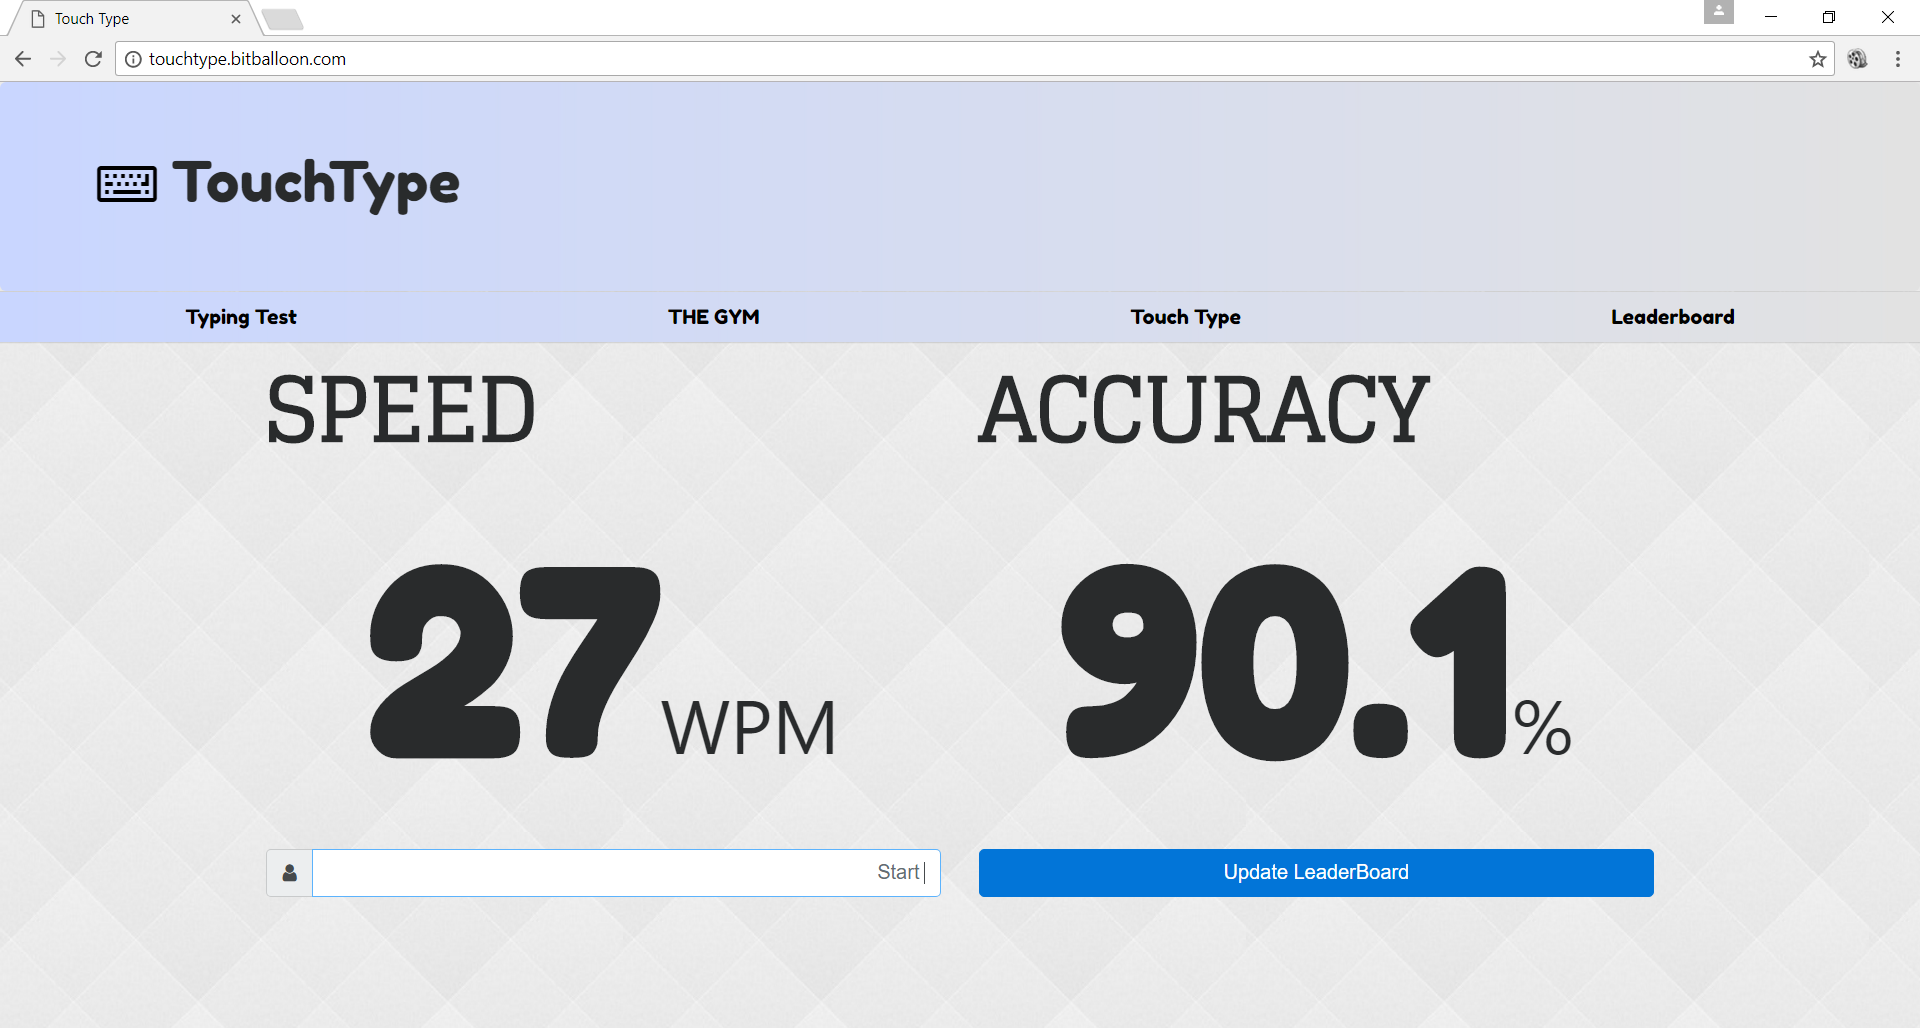 Touch Type
touchtype.bitballoon.com
TouchType
Typing Test THE GYM Touch Type Leaderboard
SPEED ACCURACY
27 WPM 90.1%
Start Update LeaderBoard